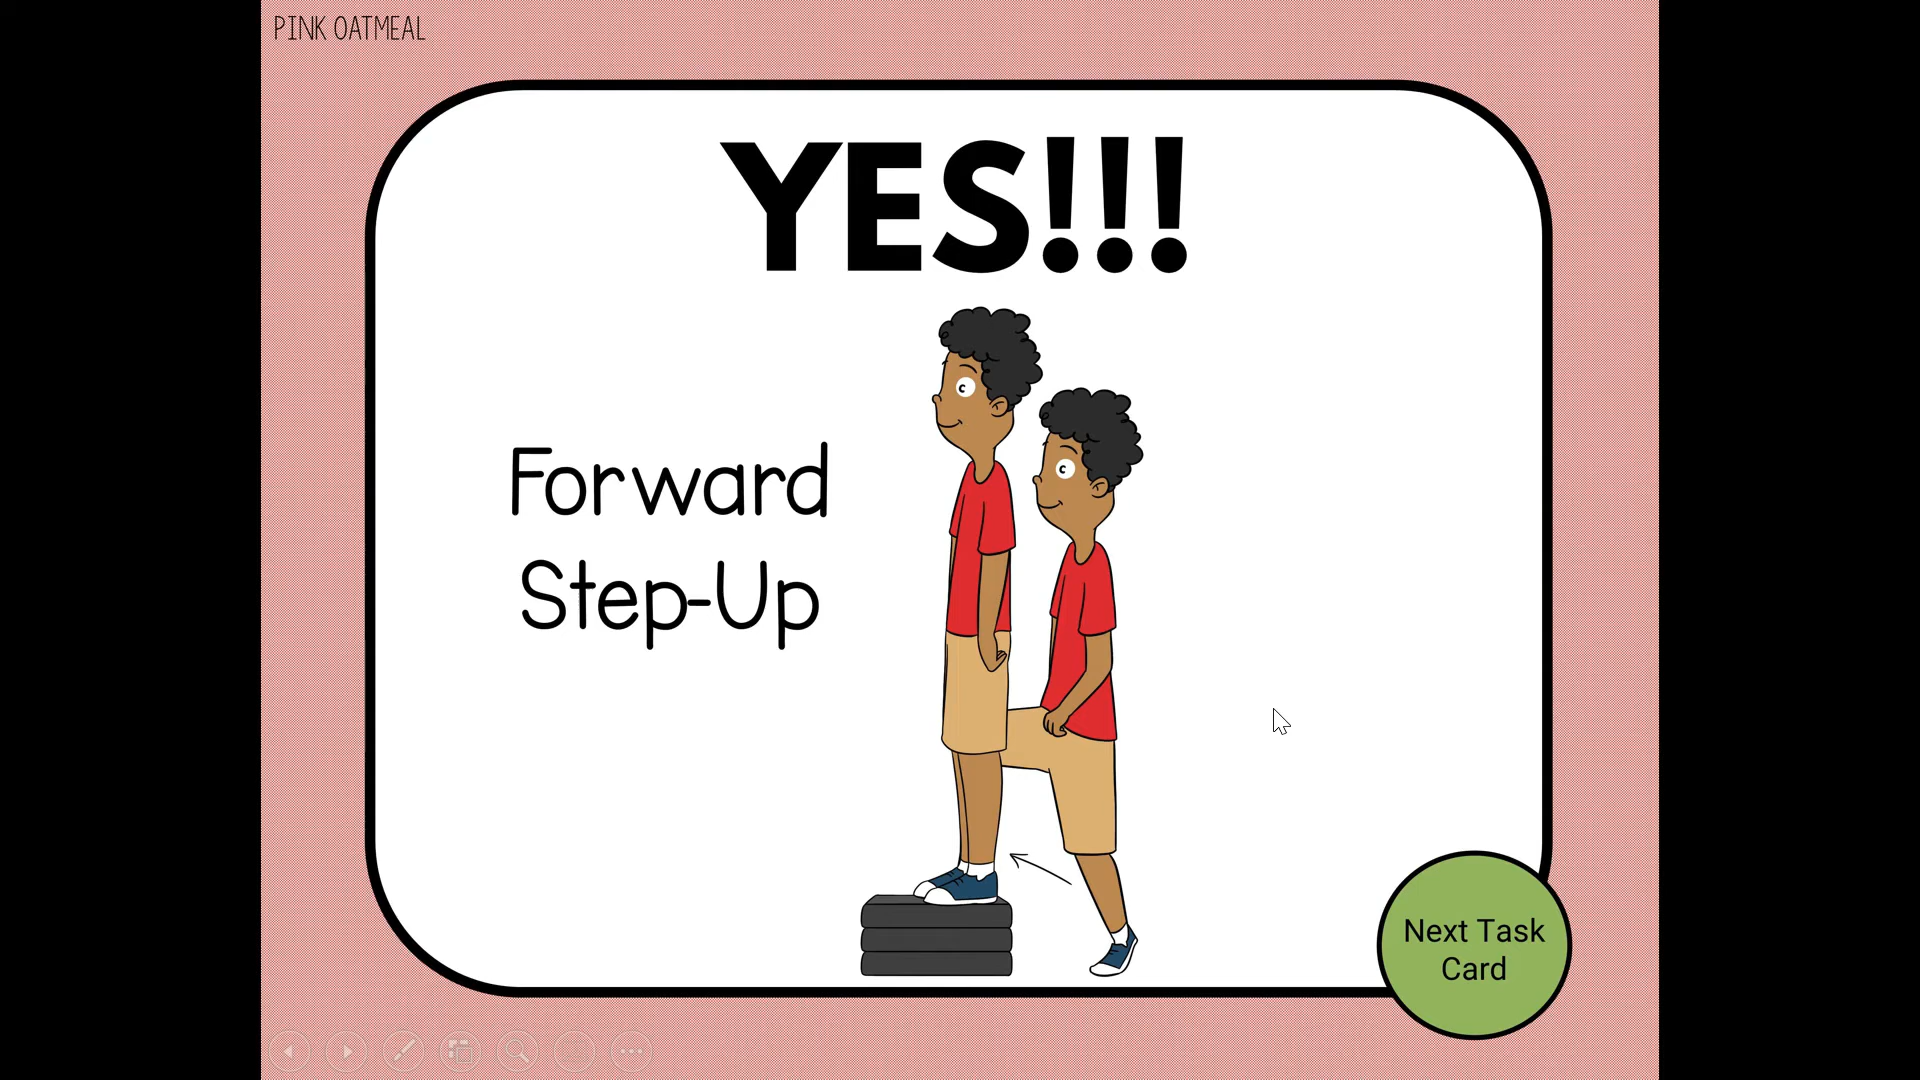 PINK OATMEAL
YES!!!
Forward
Step-Up
Next Task
Card